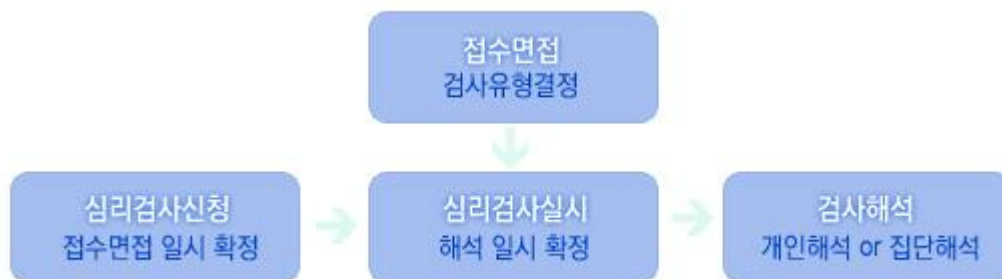 접수면접
검사유형결정
심리검사신청
접수면접 일시 확정
심리검사실시
해석 일시 확정
검사해석
개인해석 or 집단해석